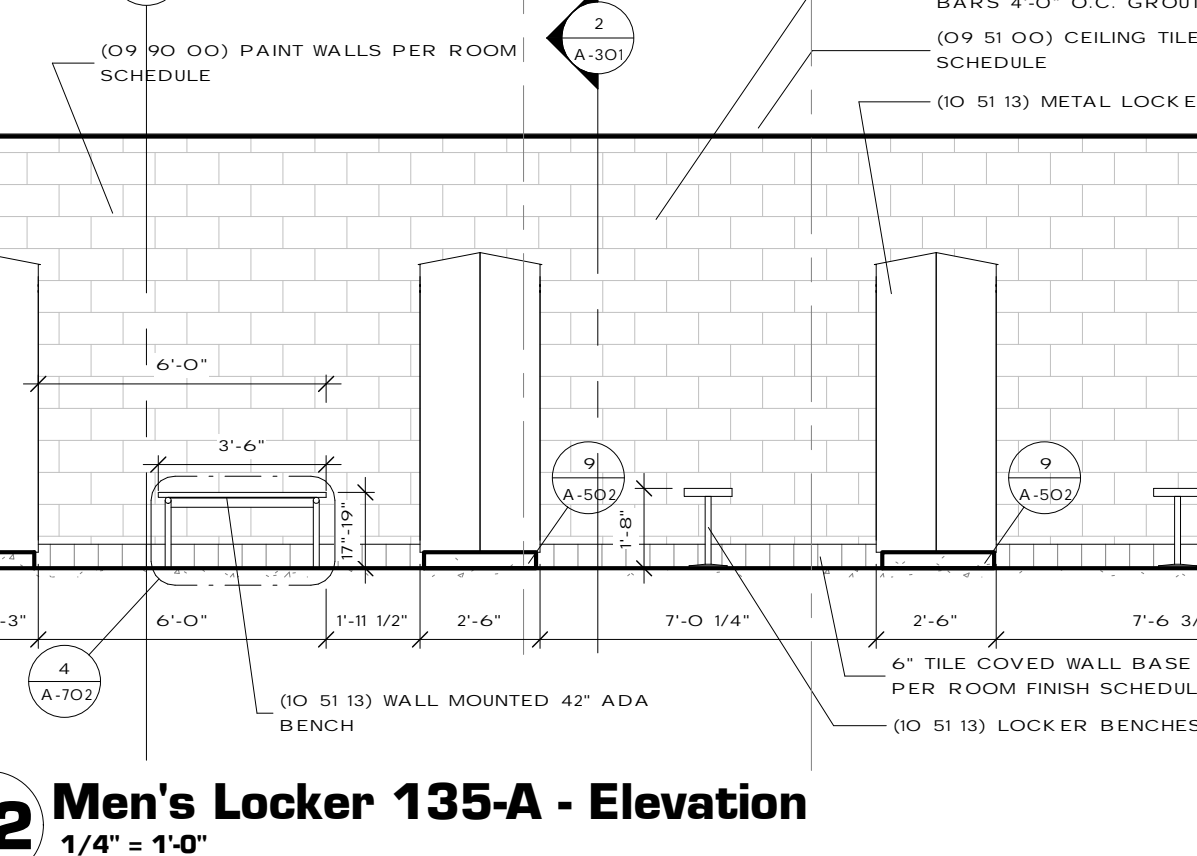 BARS 4'-0" O.C. GROUT
(09 90 00) PAINT WALLS PER ROOM
SCHEDULE
2
A-301
(09 51 00) CEILING TILE
SCHEDULE
(10 51 13) METAL LOCKE
6'-0"
3'-6"
17"-19"
9
A-502
1'-8"
9
A-502
-3"
6'-0"
1'-11 1/2"
2'-6"
7'-0 1/4"
2'-6"
7'-6 3/
4
A-702
(10 51 13) WALL MOUNTED 42" ADA
BENCH
6" TILE COVED WALL BASE
PER ROOM FINISH SCHEDUL
(10 51 13) LOCKER BENCHES
2
Men's Locker 135-A - Elevation
1/4" = 1'-0"